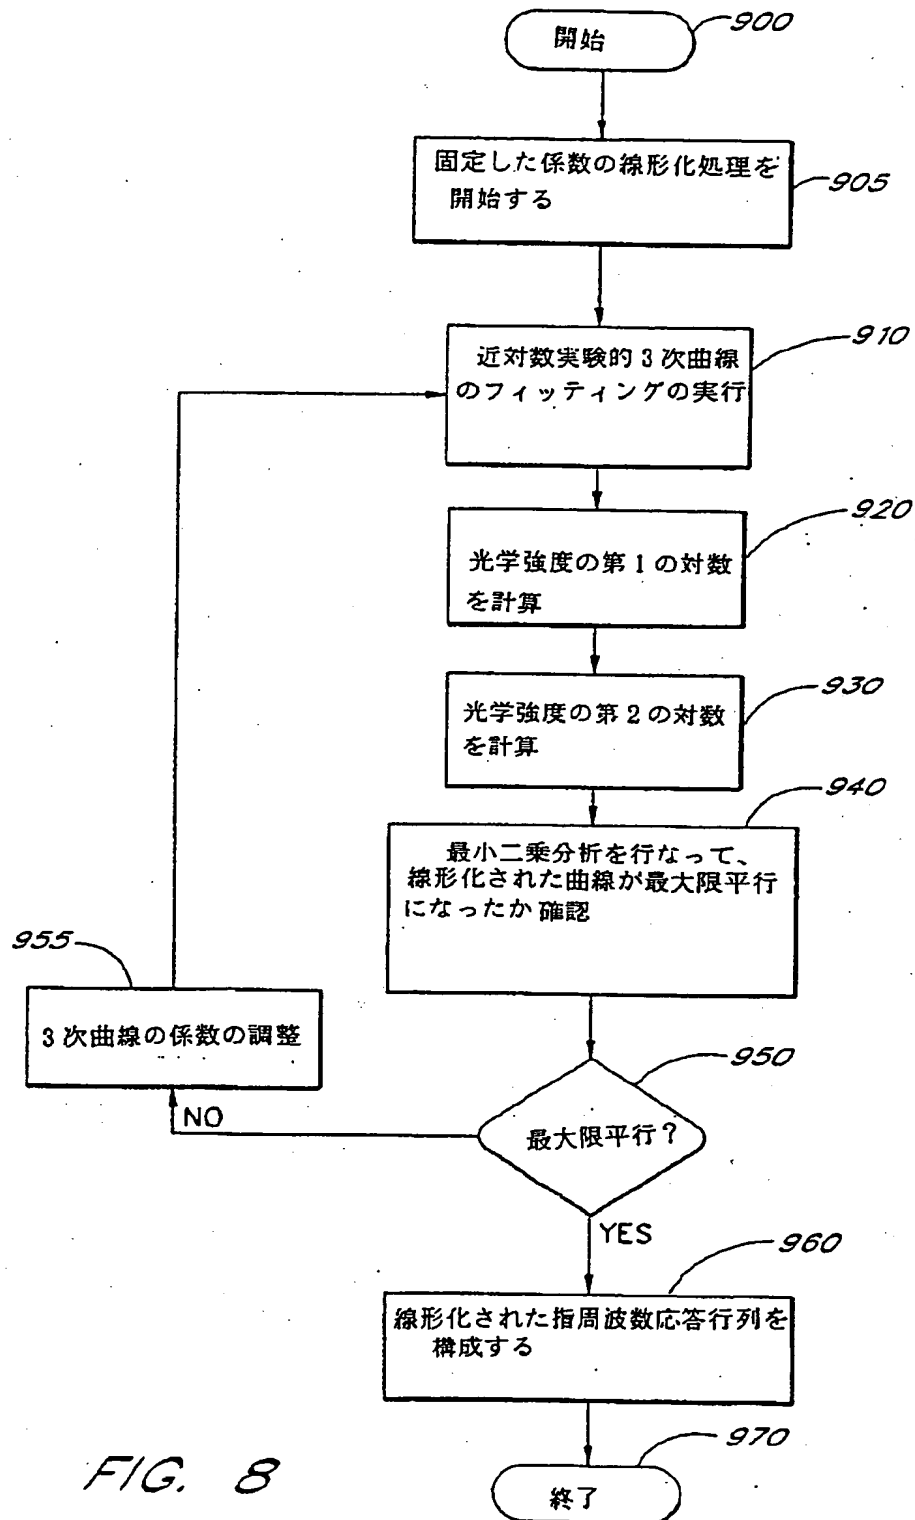 開始
900
固定した係数の線形化処理を
開始する
905
近対数実験的3次曲線
のフィッティングの実行
910
光学強度の第1の対数
を計算
920
光学強度の第2の対数
を計算
930
最小二乗分析を行なって、
線形化された曲線が最大限平行
になったか確認
940
955
3次曲線の係数の調整
NO
最大限平行?
950
YES
線形化された指周波数応答行列を
構成する
960
終了
970
FIG. 8